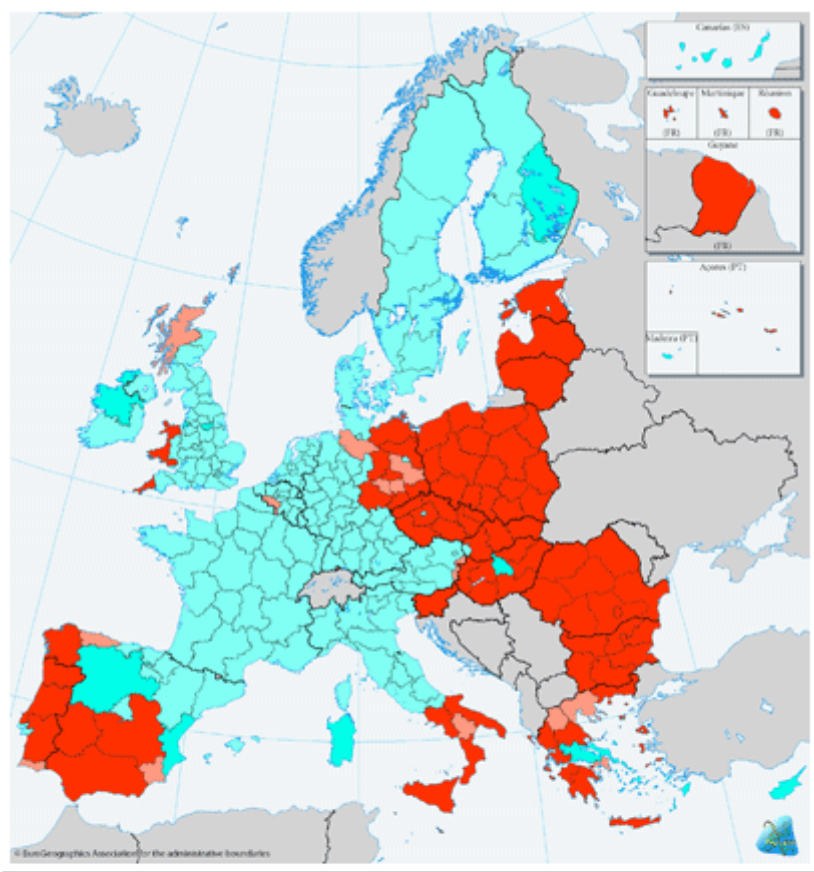 Canarias (ES)
Guadeloupe Martinique Réunion
(FR) (FR) (FR)
Guyane
(FR)
Açores (PT)
Madeira (PT)
© EuroGeographics Association for the administrative boundaries